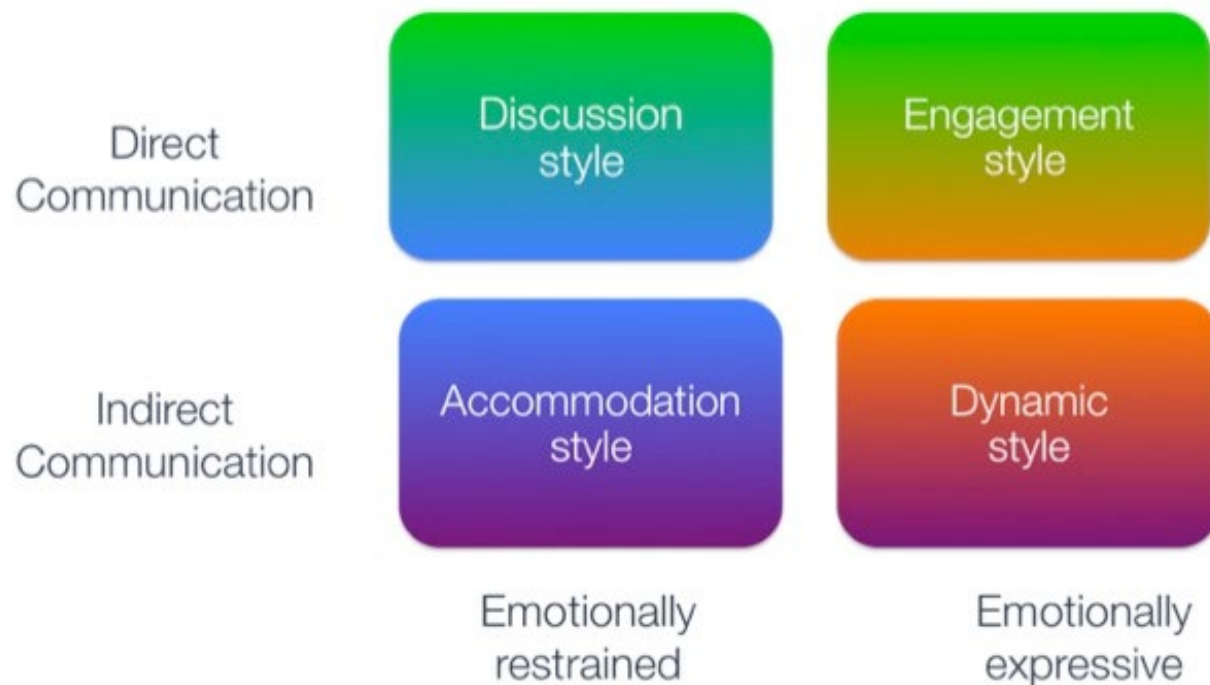 Direct
Communication
Discussion
style
Engagement
style
Indirect
Communication
Accommodation
style
Dynamic
style
Emotionally
restrained
Emotionally
expressive